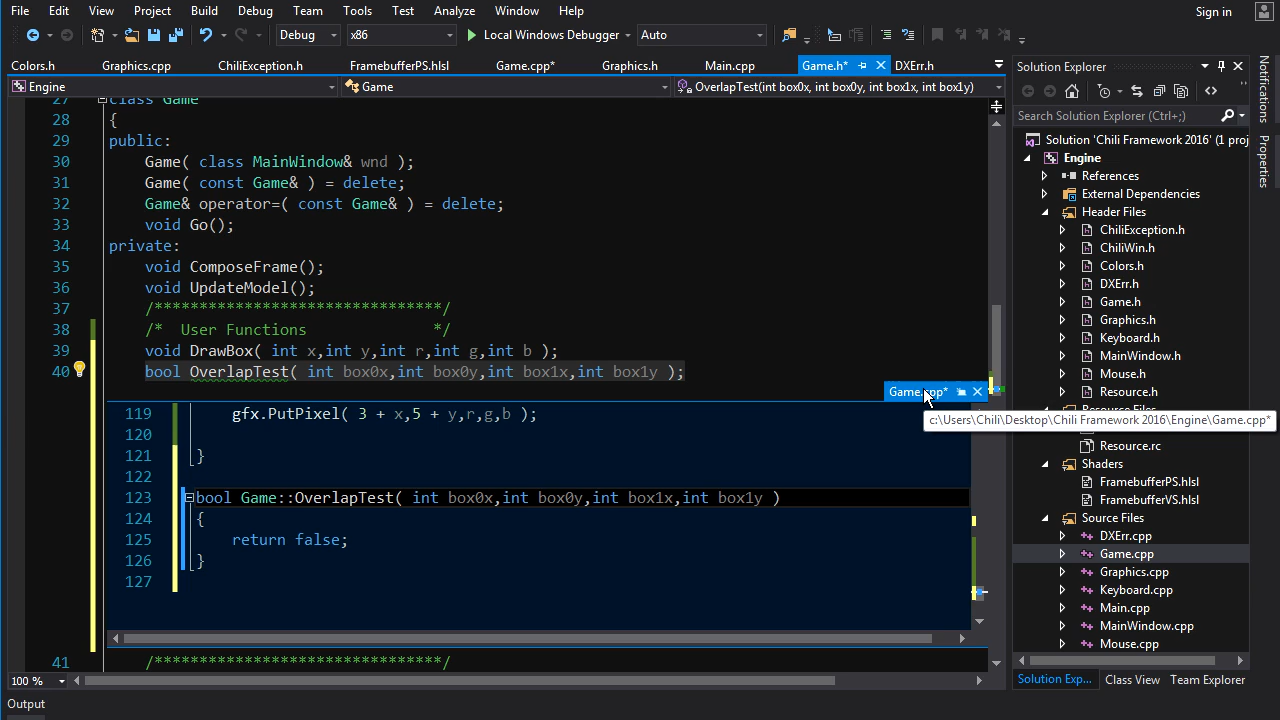 File Edit View Project Build Debug Team Tools Test Analyze Window Help Sign in
Debug x86 Local Windows Debugger Auto
Colors.h Graphics.cpp ChiliException.h FramebufferPS.hlsl Game.cpp* Graphics.h Main.cpp Game.h* DXErr.h
Engine Game OverlapTest(int box0x, int box0y, int box1x, int box1y)
27 class Game
28 {
29 public:
30 Game( class MainWindow& wnd );
31 Game( const Game& ) = delete;
32 Game& operator=( const Game& ) = delete;
33 void Go();
34 private:
35 void ComposeFrame();
36 void UpdateModel();
37 /********************************/
38 /*  User Functions              */
39 void DrawBox( int x,int y,int r,int g,int b );
40 bool OverlapTest( int box0x,int box0y,int box1x,int box1y );
Game.cpp*
c:\Users\Chili\Desktop\Chili Framework 2016\Engine\Game.cpp*
119 gfx.PutPixel( 3 + x,5 + y,r,g,b );
120
121 }
122
123 bool Game::OverlapTest( int box0x,int box0y,int box1x,int box1y )
124 {
125 return false;
126 }
127
41 /********************************/
100 %
Output
Solution Explorer
Search Solution Explorer (Ctrl+;)
Solution 'Chili Framework 2016' (1 proj
Engine
References
External Dependencies
Header Files
ChiliException.h
ChiliWin.h
Colors.h
DXErr.h
Game.h
Graphics.h
Keyboard.h
MainWindow.h
Mouse.h
Resource.h
Resource Files
Resource.rc
Shaders
FramebufferPS.hlsl
FramebufferVS.hlsl
Source Files
DXErr.cpp
Game.cpp
Graphics.cpp
Keyboard.cpp
Main.cpp
MainWindow.cpp
Mouse.cpp
Solution Exp... Class View Team Explorer
Notifications
Properties